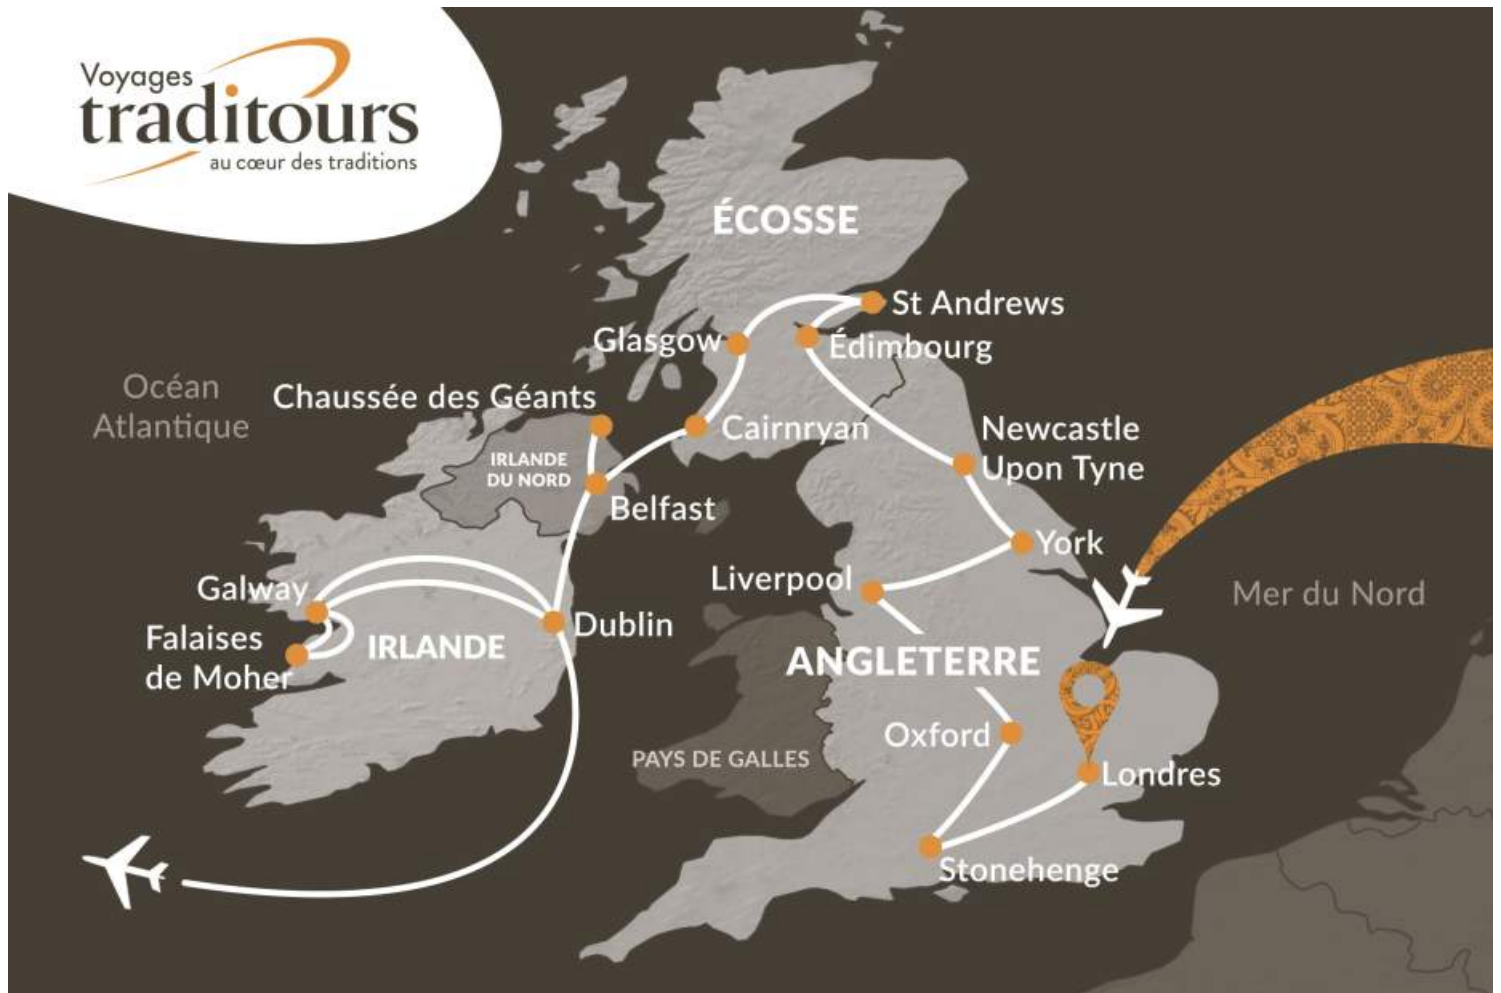 Voyages
traditours
au cœur des traditions
ÉCOSSE
St Andrews
Glasgow
Édimbourg
Océan
Atlantique
Chaussée des Géants
Cairnryan
Newcastle
Upon Tyne
IRLANDE
DU NORD
Belfast
York
Liverpool
Mer du Nord
Galway
Dublin
Falaises
de Moher
IRLANDE
ANGLETERRE
Oxford
PAYS DE GALLES
Londres
Stonehenge